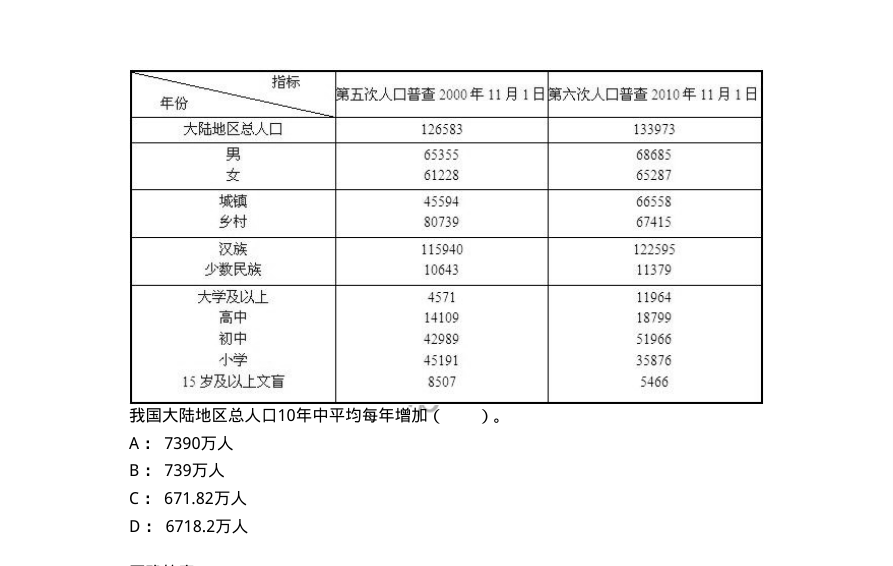 指标
年份
第五次人口普查 2000 年 11 月 1 日 第六次人口普查 2010 年 11 月 1 日
大陆地区总人口 126583 133973
男 65355 68685
女 61228 65287
城镇 45594 66558
乡村 80739 67415
汉族 115940 122595
少数民族 10643 11379
大学及以上 4571 11964
高中 14109 18799
初中 42989 51966
小学 45191 35876
15 岁及以上文盲 8507 5466
我国大陆地区总人口10年中平均每年增加（　　）。
A： 7390万人
B： 739万人
C： 671.82万人
D： 6718.2万人